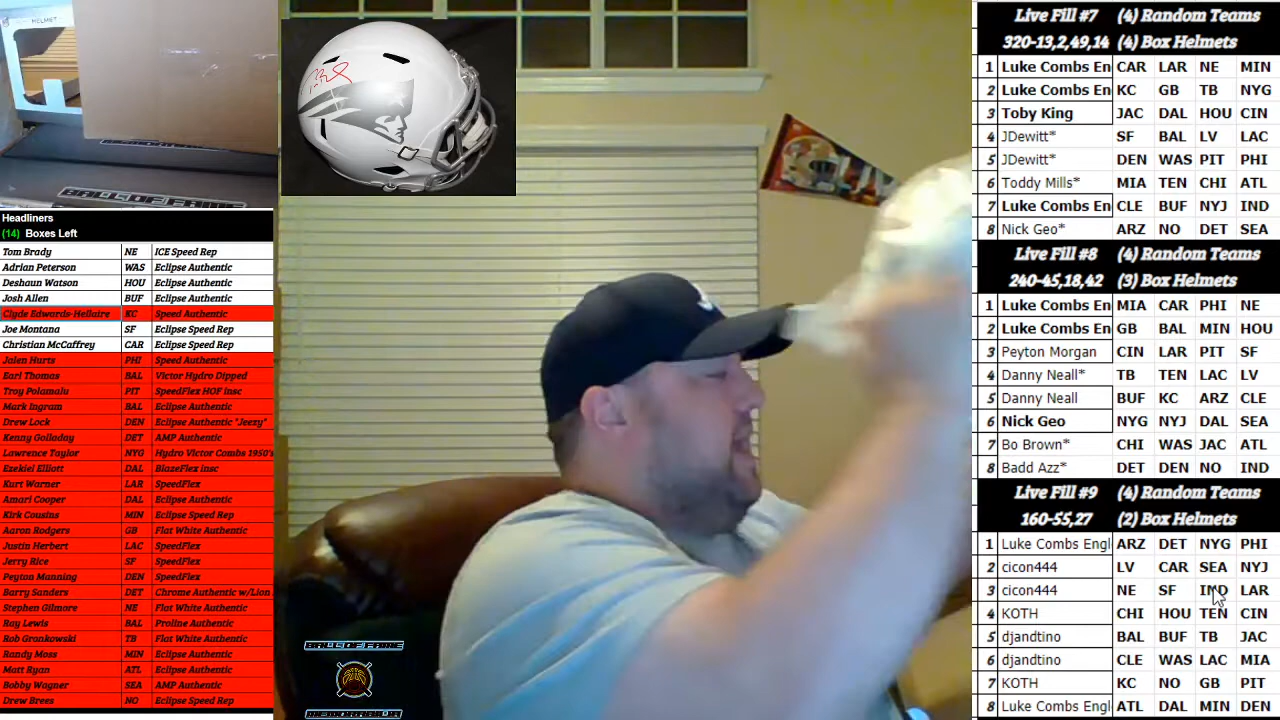 HELMET
BALL OF FAME
Headliners
(14) Boxes Left
Tom Brady NE ICE Speed Rep
Adrian Peterson WAS Eclipse Authentic
Deshaun Watson HOU Eclipse Authentic
Josh Allen BUF Eclipse Authentic
Clyde Edwards-Hellaire KC Speed Authentic
Joe Montana SF Eclipse Speed Rep
Christian McCaffrey CAR Eclipse Speed Rep
Jalen Hurts PHI Speed Authentic
Earl Thomas BAL Victor Hydro Dipped
Troy Polamalu PIT SpeedFlex HOF insc
Mark Ingram BAL Eclipse Authentic
Drew Lock DEN Eclipse Authentic "Jeezy"
Kenny Golladay DET AMP Authentic
Lawrence Taylor NYG Hydro Victor Combs 1950's
Ezekiel Elliott DAL BlazeFlex insc
Kurt Warner LAR SpeedFlex
Amari Cooper DAL Eclipse Authentic
Kirk Cousins MIN Eclipse Speed Rep
Aaron Rodgers GB Flat White Authentic
Justin Herbert LAC SpeedFlex
Jerry Rice SF SpeedFlex
Peyton Manning DEN SpeedFlex
Barry Sanders DET Chrome Authentic w/Lion
Stephen Gilmore NE Flat White Authentic
Ray Lewis BAL Proline Authentic
Rob Gronkowski TB Flat White Authentic
Randy Moss MIN Eclipse Authentic
Matt Ryan ATL Eclipse Authentic
Bobby Wagner SEA AMP Authentic
Drew Brees NO Eclipse Speed Rep
BALL OF FAME
MEMORABILIA
Live Fill #7 (4) Random Teams
320-13,2,49,14 (4) Box Helmets
1 Luke Combs En CAR LAR NE MIN
2 Luke Combs En KC GB TB NYG
3 Toby King JAC DAL HOU CIN
4 JDewitt* SF BAL LV LAC
5 JDewitt* DEN WAS PIT PHI
6 Toddy Mills* MIA TEN CHI ATL
7 Luke Combs En CLE BUF NYJ IND
8 Nick Geo* ARZ NO DET SEA
Live Fill #8 (4) Random Teams
240-45,18,42 (3) Box Helmets
1 Luke Combs En MIA CAR PHI NE
2 Luke Combs En GB BAL MIN HOU
3 Peyton Morgan CIN LAR PIT SF
4 Danny Neall* TB TEN LAC LV
5 Danny Neall BUF KC ARZ CLE
6 Nick Geo NYG NYJ DAL SEA
7 Bo Brown* CHI WAS JAC ATL
8 Badd Azz* DET DEN NO IND
Live Fill #9 (4) Random Teams
160-55,27 (2) Box Helmets
1 Luke Combs Engl ARZ DET NYG PHI
2 cicon444 LV CAR SEA NYJ
3 cicon444 NE SF IND LAR
4 KOTH CHI HOU TEN CIN
5 djandtino BAL BUF TB JAC
6 djandtino CLE WAS LAC MIA
7 KOTH KC NO GB PIT
8 Luke Combs Engl ATL DAL MIN DEN